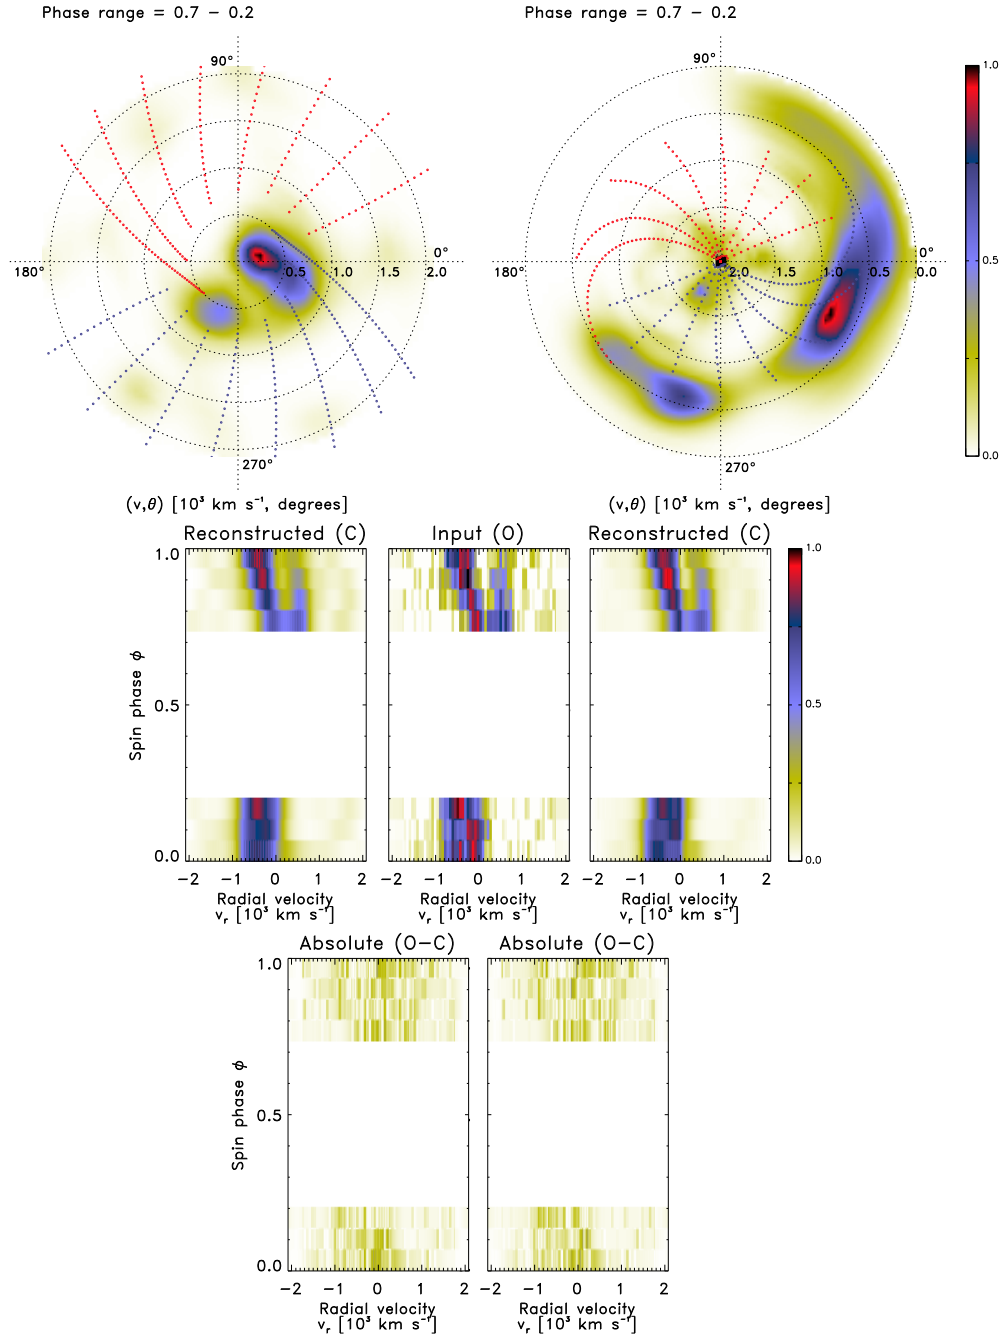 Phase range = 0.7 – 0.2
Phase range = 0.7 – 0.2
90°
90°
1.0
180°
0.5
1.0
1.5
2.0
0°
180°
2.0
1.5
1.0
0.5
0.0
0°
0.5
0.0
270°
270°
(v,θ) [10³ km s⁻¹, degrees]
(v,θ) [10³ km s⁻¹, degrees]
Reconstructed (C)
Input (O)
Reconstructed (C)
1.0
0.5
0.0
Spin phase ϕ
1.0
0.5
0.0
−2 −1 0 1 2
−2 −1 0 1 2
−2 −1 0 1 2
Radial velocity
vᵣ [10³ km s⁻¹]
Radial velocity
vᵣ [10³ km s⁻¹]
Radial velocity
vᵣ [10³ km s⁻¹]
Absolute (O−C)
Absolute (O−C)
1.0
0.5
0.0
Spin phase ϕ
−2 −1 0 1 2
−2 −1 0 1 2
Radial velocity
vᵣ [10³ km s⁻¹]
Radial velocity
vᵣ [10³ km s⁻¹]